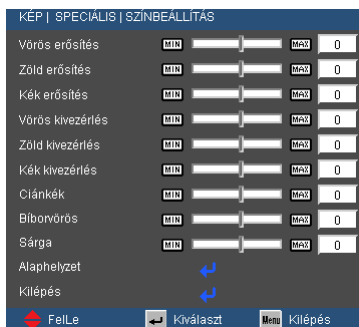 KÉP | SPECIÁLIS | SZÍNBEÁLLÍTÁS
Vörös erősítés MIN MAX 0
Zöld erősítés MIN MAX 0
Kék erősítés MIN MAX 0
Vörös kivezérlés MIN MAX 0
Zöld kivezérlés MIN MAX 0
Kék kivezérlés MIN MAX 0
Ciánkék MIN MAX 0
Bíborvörös MIN MAX 0
Sárga MIN MAX 0
Alaphelyzet
Kilépés
FelLe Kiválaszt Menu Kilépés